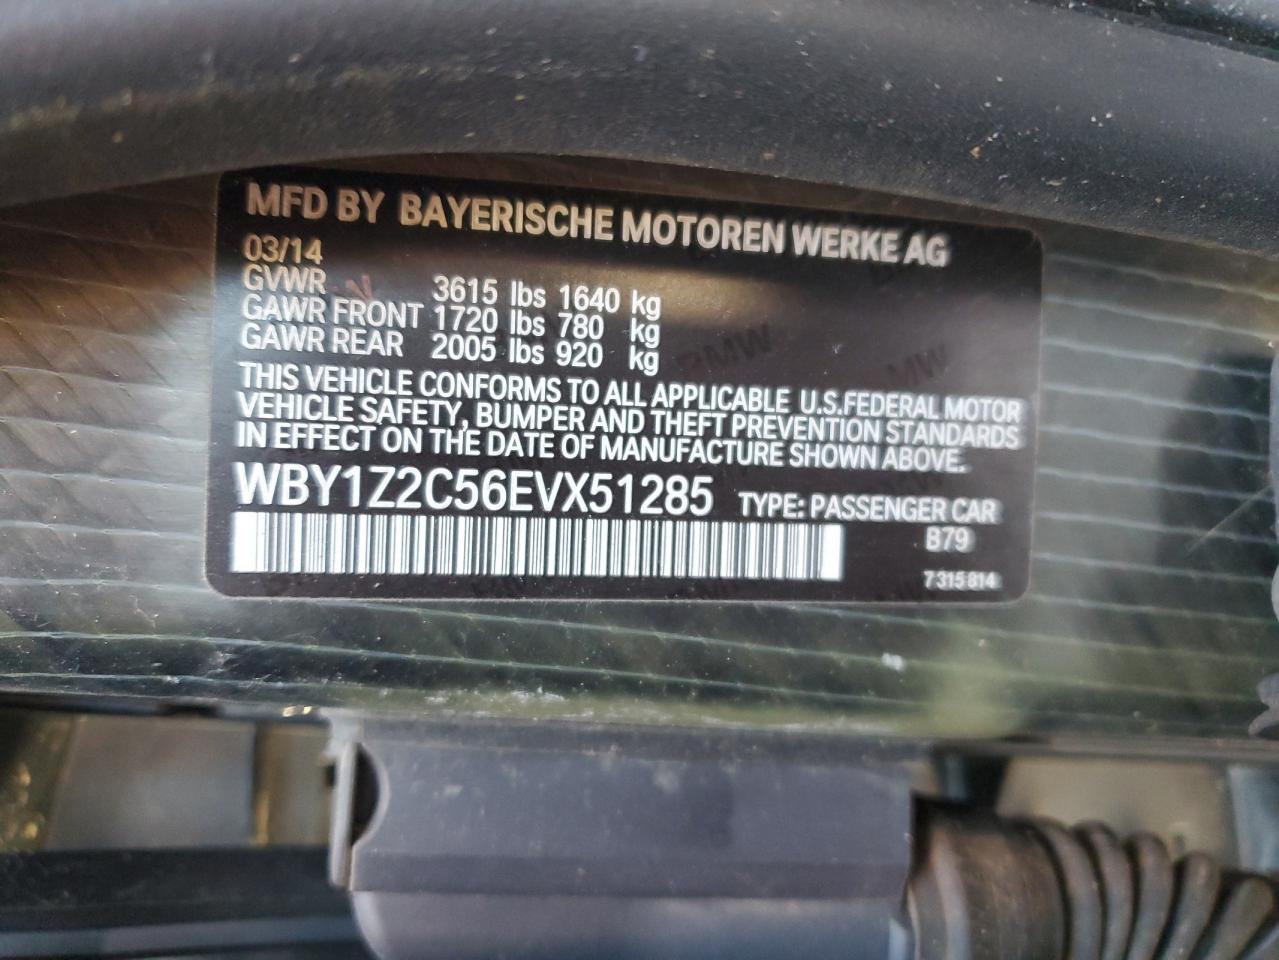 MFD BY BAYERISCHE MOTOREN WERKE AG
03/14
GVWR 3615 lbs 1640 kg
GAWR FRONT 1720 lbs 780 kg
GAWR REAR 2005 lbs 920 kg
THIS VEHICLE CONFORMS TO ALL APPLICABLE U.S.FEDERAL MOTOR
VEHICLE SAFETY, BUMPER AND THEFT PREVENTION STANDARDS
IN EFFECT ON THE DATE OF MANUFACTURE SHOWN ABOVE.
WBY1Z2C56EVX51285 TYPE: PASSENGER CAR
B79
7 315 814